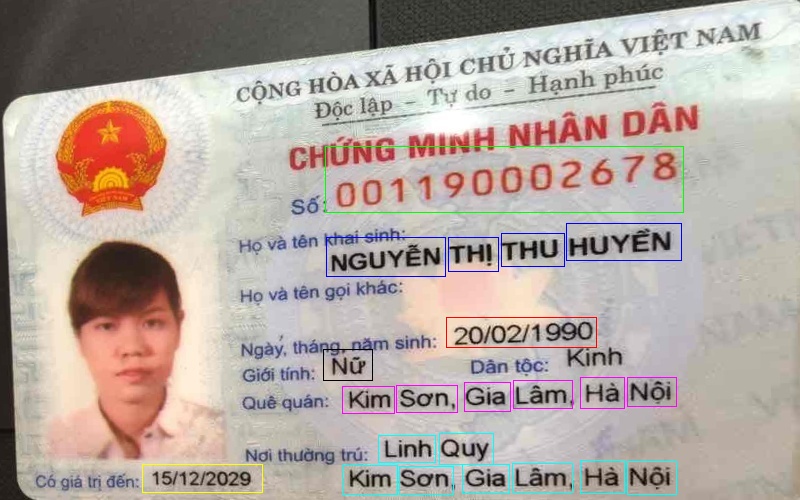 CỘNG HÒA XÃ HỘI CHỦ NGHĨA VIỆT NAM
Độc lập - Tự do - Hạnh phúc
CHỨNG MINH NHÂN DÂN
Số: 001190002678
Họ và tên khai sinh:
NGUYỄN THỊ THU HUYỀN
Họ và tên gọi khác:
Ngày, tháng, năm sinh: 20/02/1990
Giới tính: Nữ Dân tộc: Kinh
Quê quán: Kim Sơn, Gia Lâm, Hà Nội
Nơi thường trú: Linh Quy
Kim Sơn, Gia Lâm, Hà Nội
Có giá trị đến: 15/12/2029
VIỆT NAM